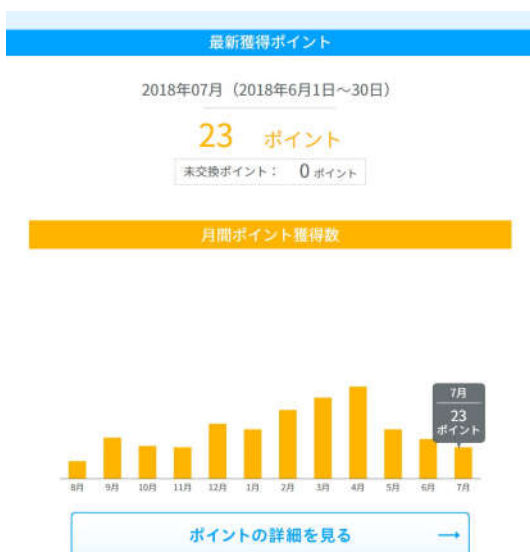 最新獲得ポイント
2018年07月（2018年6月1日～30日）
23 ポイント
未交換ポイント： 0 ポイント
月間ポイント獲得数
7月
23
ポイント
8月 9月 10月 11月 12月 1月 2月 3月 4月 5月 6月 7月
ポイントの詳細を見る →